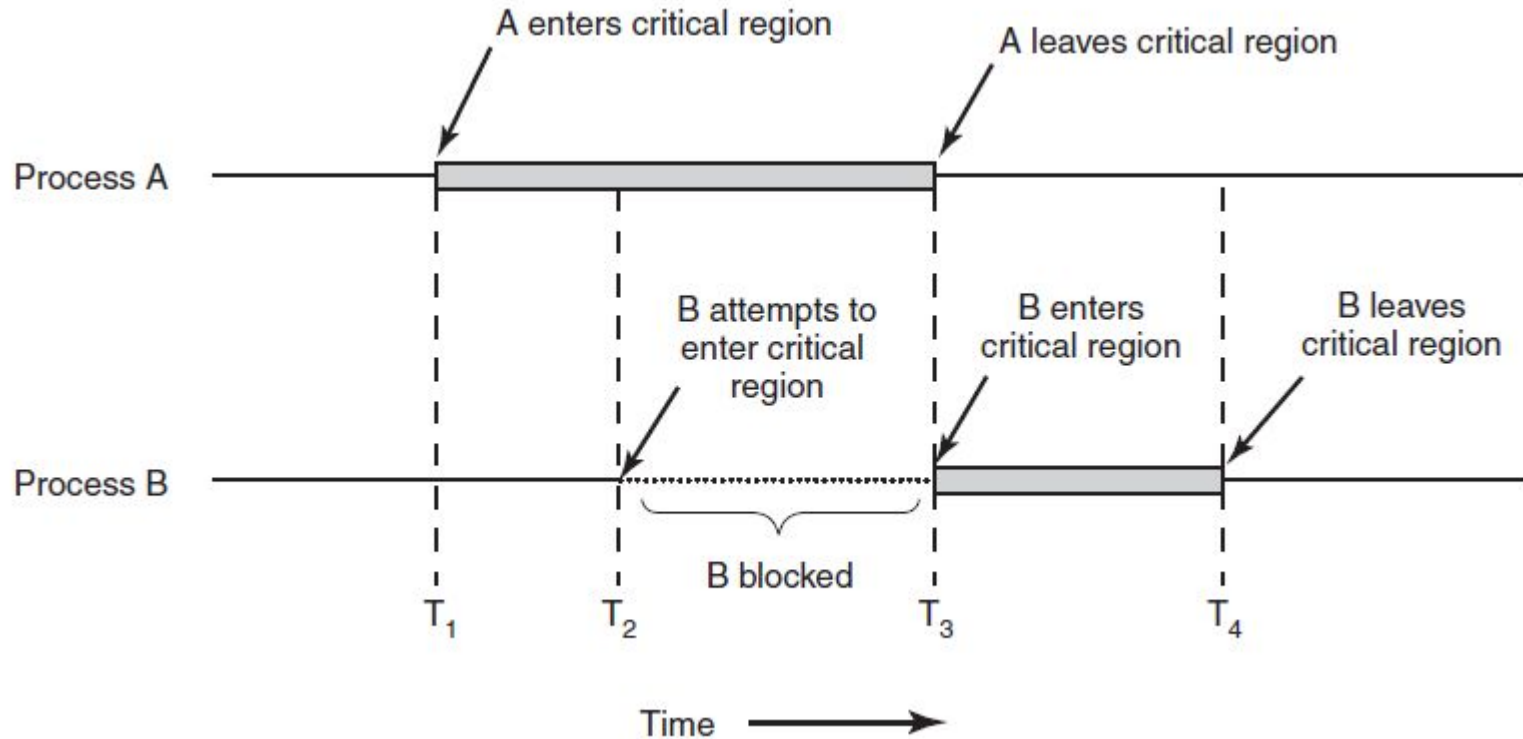 A enters critical region
A leaves critical region
Process A
B attempts to
enter critical
region
B enters
critical region
B leaves
critical region
Process B
B blocked
T₁
T₂
T₃
T₄
Time